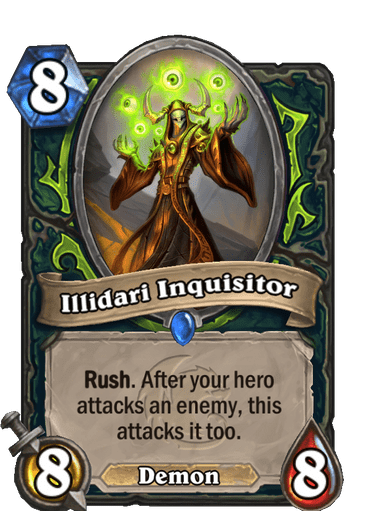 8
Illidari Inquisitor
Rush. After your hero
attacks an enemy, this
attacks it too.
8
Demon
8